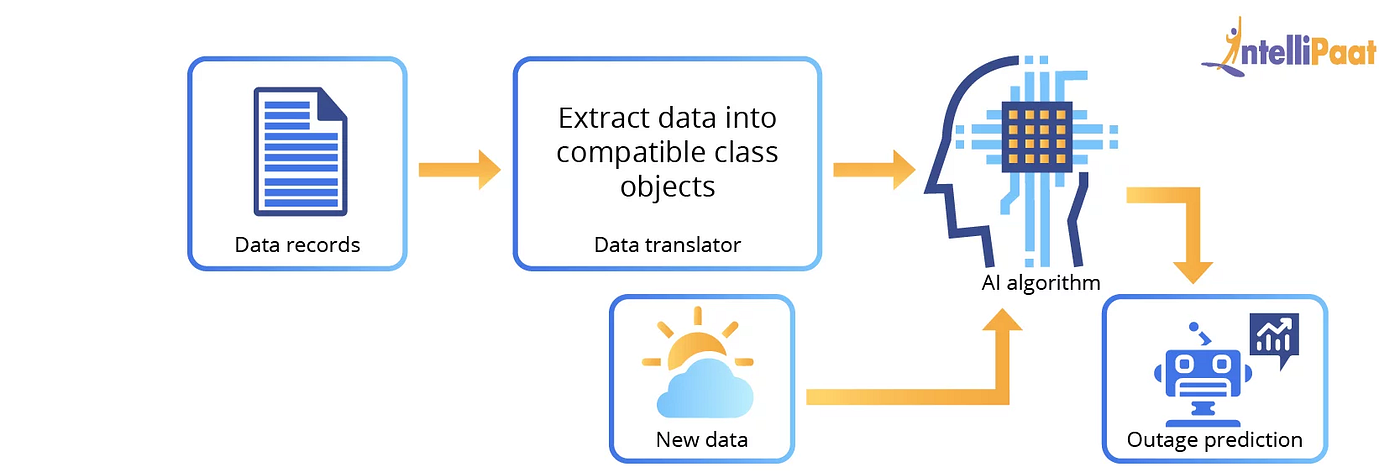 IntelliPaat
Extract data into
compatible class
objects
Data records
Data translator
AI algorithm
New data
Outage prediction